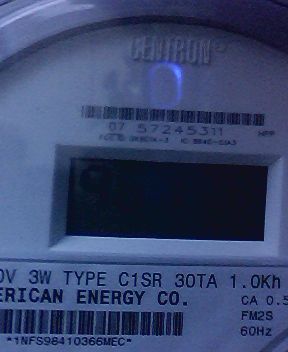 CENTRON
07 57245311
0V 3W TYPE C1SR 30TA 1.0Kh
ERICAN ENERGY CO.
CA 0.5
FM2S
*1NFS98410366MEC*
60Hz